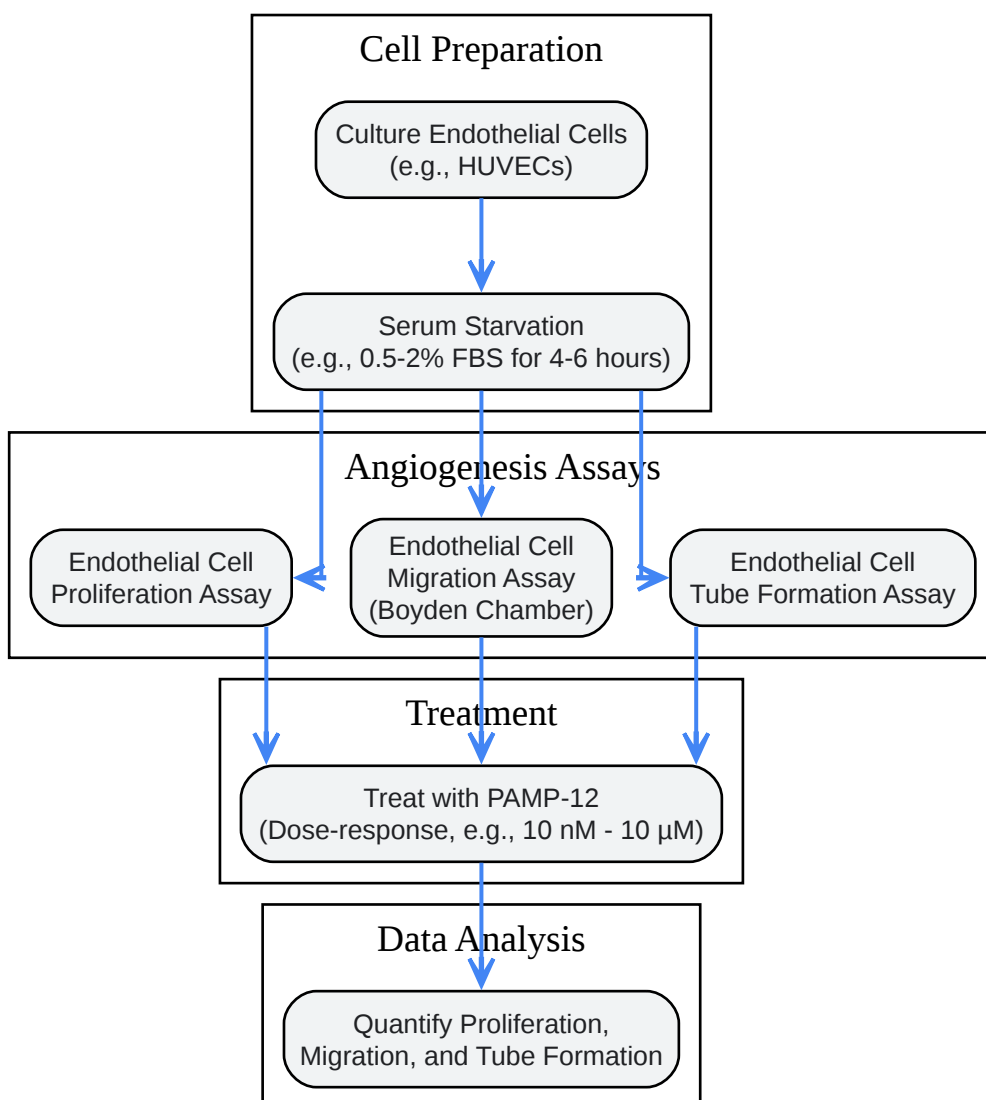 Cell Preparation
Culture Endothelial Cells
(e.g., HUVECs)
Serum Starvation
(e.g., 0.5-2% FBS for 4-6 hours)
Angiogenesis Assays
Endothelial Cell
Proliferation Assay
Endothelial Cell
Migration Assay
(Boyden Chamber)
Endothelial Cell
Tube Formation Assay
Treatment
Treat with PAMP-12
(Dose-response, e.g., 10 nM - 10 µM)
Data Analysis
Quantify Proliferation,
Migration, and Tube Formation